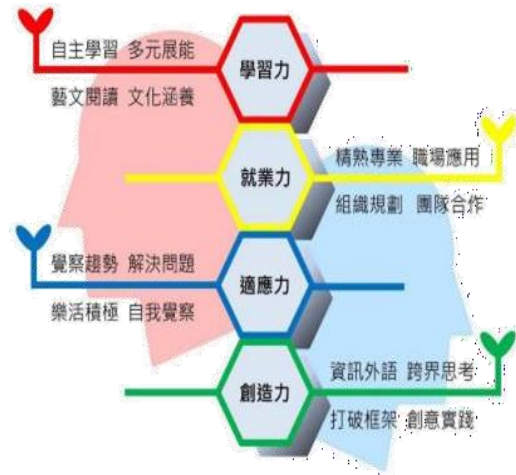 自主學習 多元展能
藝文閱讀 文化涵養
學習力
就業力
精熟專業 職場應用
組織規劃 團隊合作
覺察趨勢 解決問題
樂活積極 自我覺察
適應力
創造力
資訊外語 跨界思考
打破框架 創意實踐